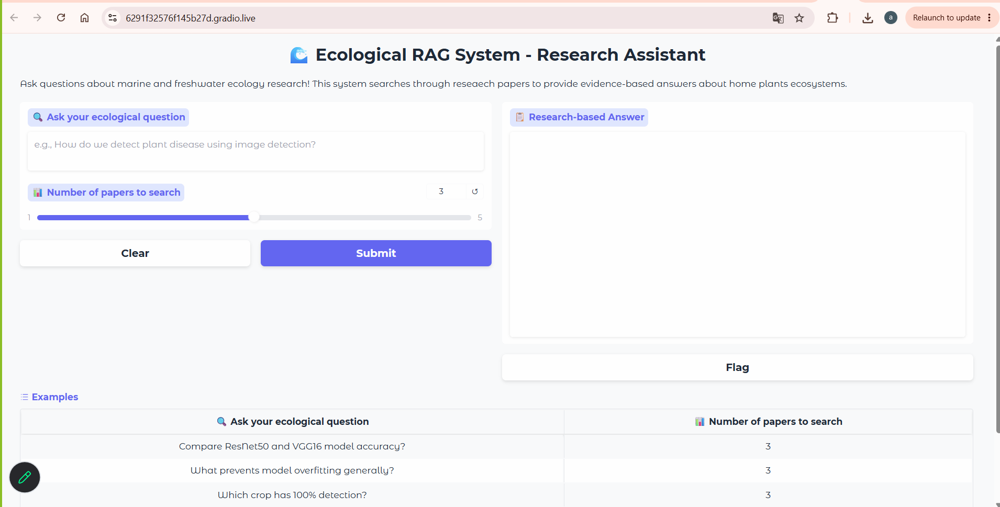 6291f32576f145b27d.gradio.live
a
Relaunch to update
Ecological RAG System - Research Assistant
Ask questions about marine and freshwater ecology research! This system searches through reseaech papers to provide evidence-based answers about home plants ecosystems.
Ask your ecological question
e.g., How do we detect plant disease using image detection?
Number of papers to search
3
1
5
Clear
Submit
Research-based Answer
Flag
Examples
Ask your ecological question
Number of papers to search
Compare ResNet50 and VGG16 model accuracy?
3
What prevents model overfitting generally?
3
Which crop has 100% detection?
3